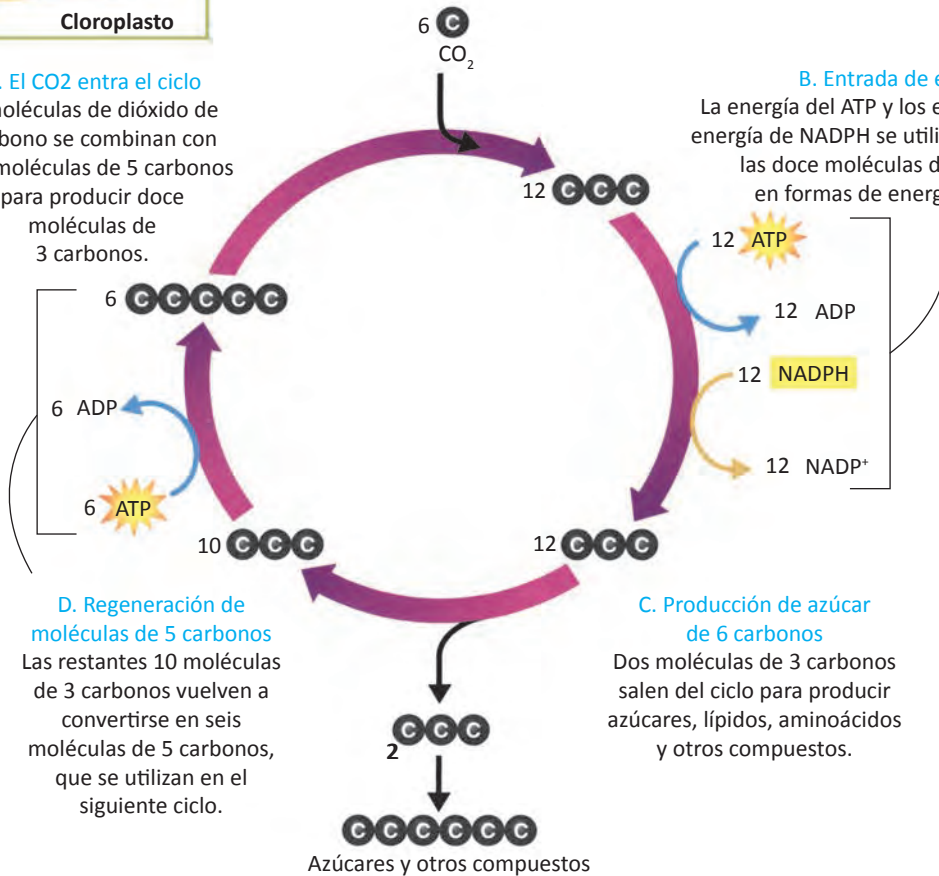 Cloroplasto
6 C
CO2
El CO2 entra el ciclo
moléculas de dióxido de
se combinan con
moléculas de 5 carbonos
para producir doce
moléculas de
3 carbonos.
B. Entrada de
La energía del ATP y los
energía de NADPH se
las doce moléculas
en formas de
12 C C C
12 ATP
12 ADP
12 NADPH
12 NADP+
6 C C C C C
6 ADP
6 ATP
10 C C C
12 C C C
D. Regeneración de
moléculas de 5 carbonos
Las restantes 10 moléculas
de 3 carbonos vuelven a
convertirse en seis
moléculas de 5 carbonos,
que se utilizan en el
siguiente ciclo.
C. Producción de azúcar
de 6 carbonos
Dos moléculas de 3 carbonos
salen del ciclo para producir
azúcares, lípidos, aminoácidos
y otros compuestos.
2 C C C
C C C C C C
Azúcares y otros compuestos